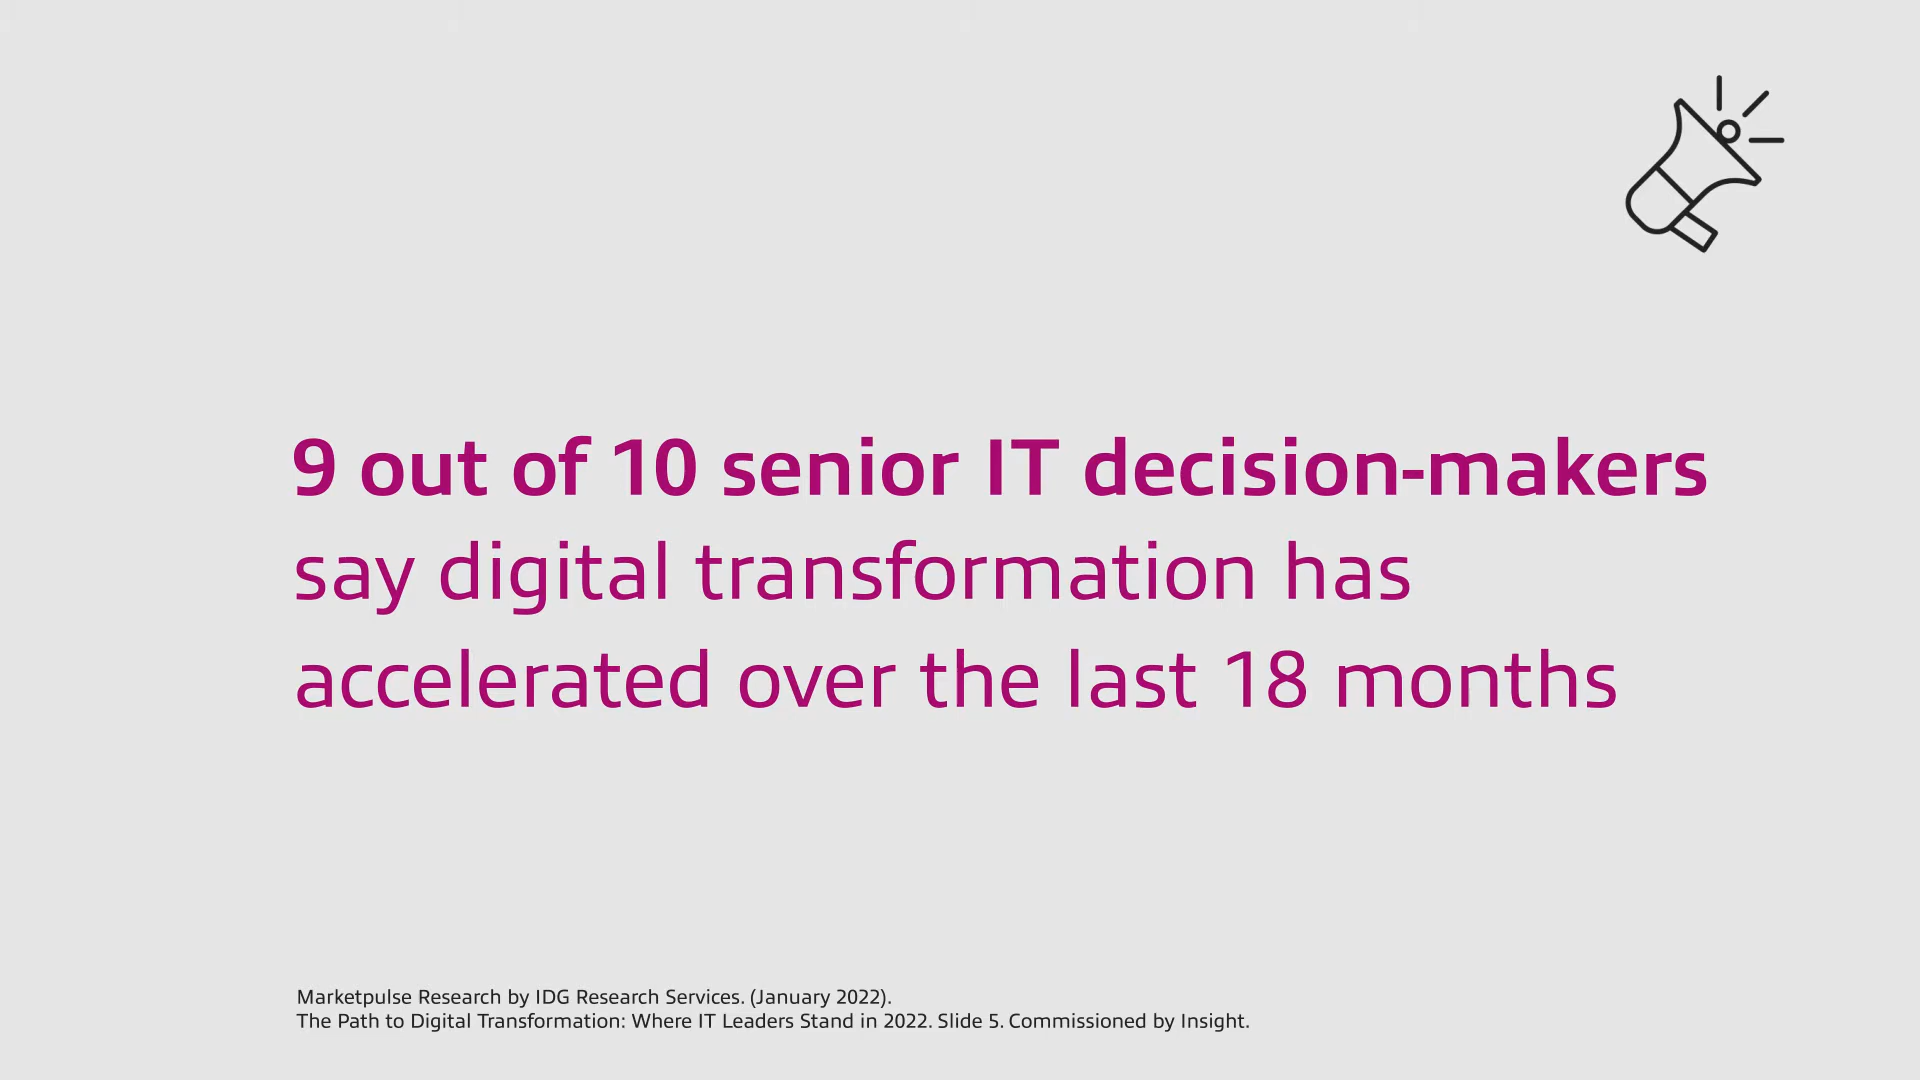 9 out of 10 senior IT decision-makers
say digital transformation has
accelerated over the last 18 months
Marketpulse Research by IDG Research Services. (January 2022).
The Path to Digital Transformation: Where IT Leaders Stand in 2022. Slide 5. Commissioned by Insight.